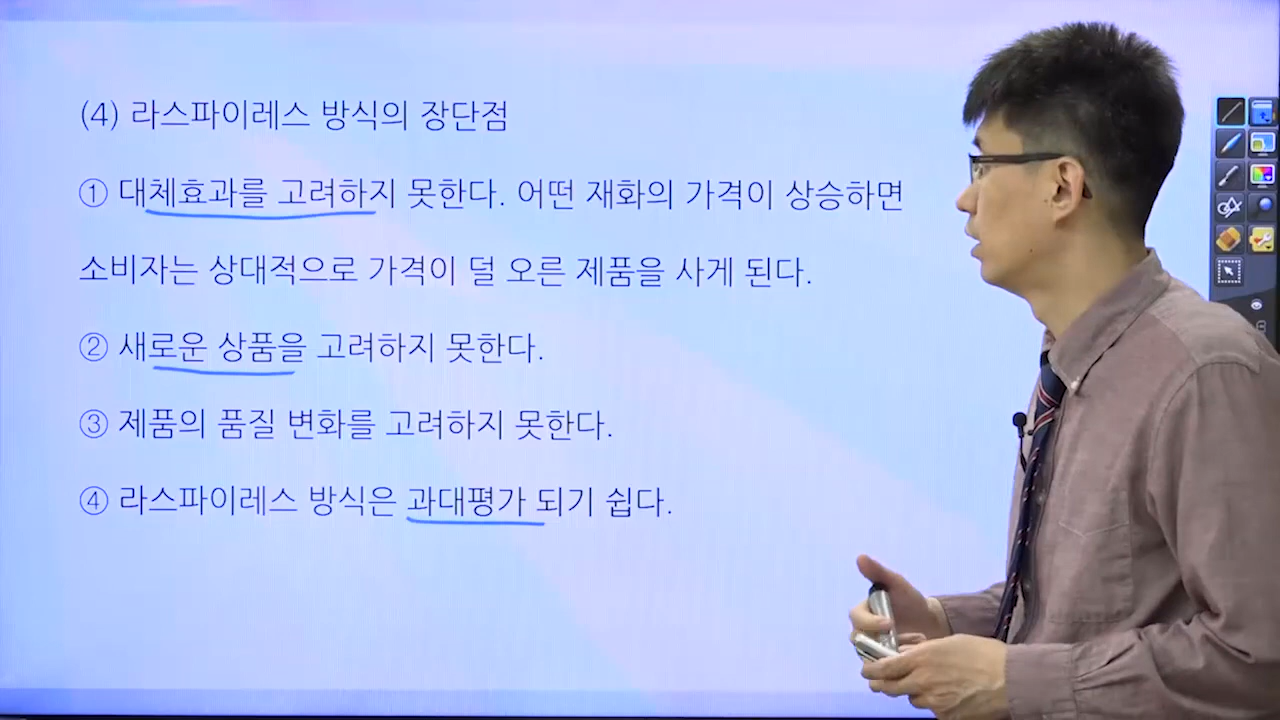 (4) 라스파이레스 방식의 장단점
① 대체효과를 고려하지 못한다. 어떤 재화의 가격이 상승하면
소비자는 상대적으로 가격이 덜 오른 제품을 사게 된다.
② 새로운 상품을 고려하지 못한다.
③ 제품의 품질 변화를 고려하지 못한다.
④ 라스파이레스 방식은 과대평가 되기 쉽다.